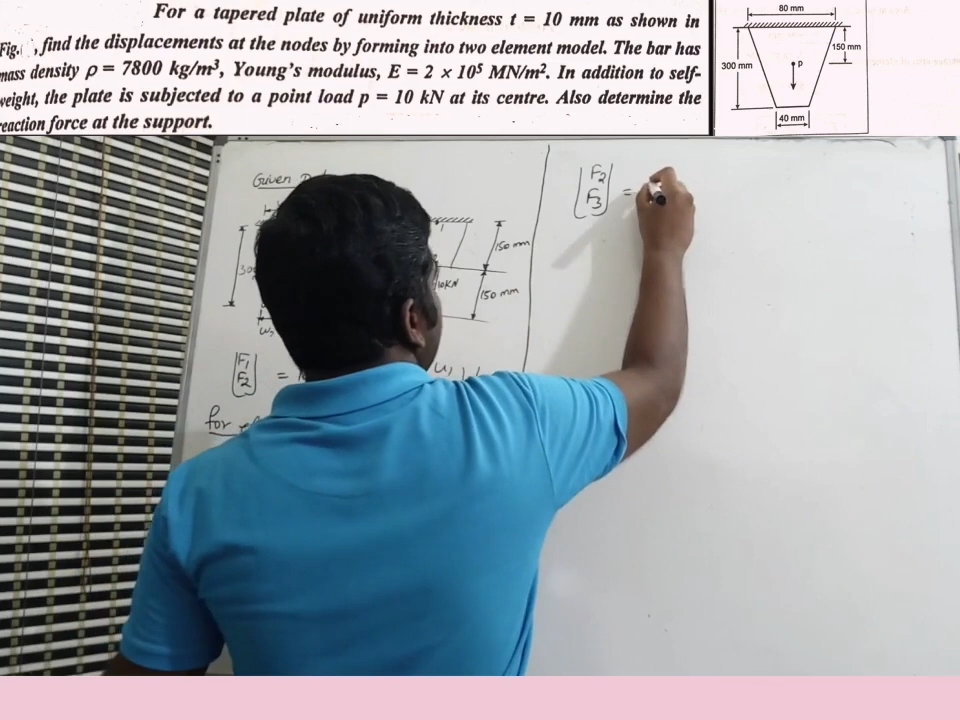 For a tapered plate of uniform thickness t = 10 mm as shown in
Fig. , find the displacements at the nodes by forming into two element model. The bar has
mass density ρ = 7800 kg/m³, Young's modulus, E = 2 × 10⁵ MN/m². In addition to self-
weight, the plate is subjected to a point load p = 10 kN at its centre. Also determine the
reaction force at the support.
80 mm
150 mm
300 mm
P
40 mm
Given
150 mm
10KN
150 mm
W3
F1
F2
=
u1
for
F2
F3
=